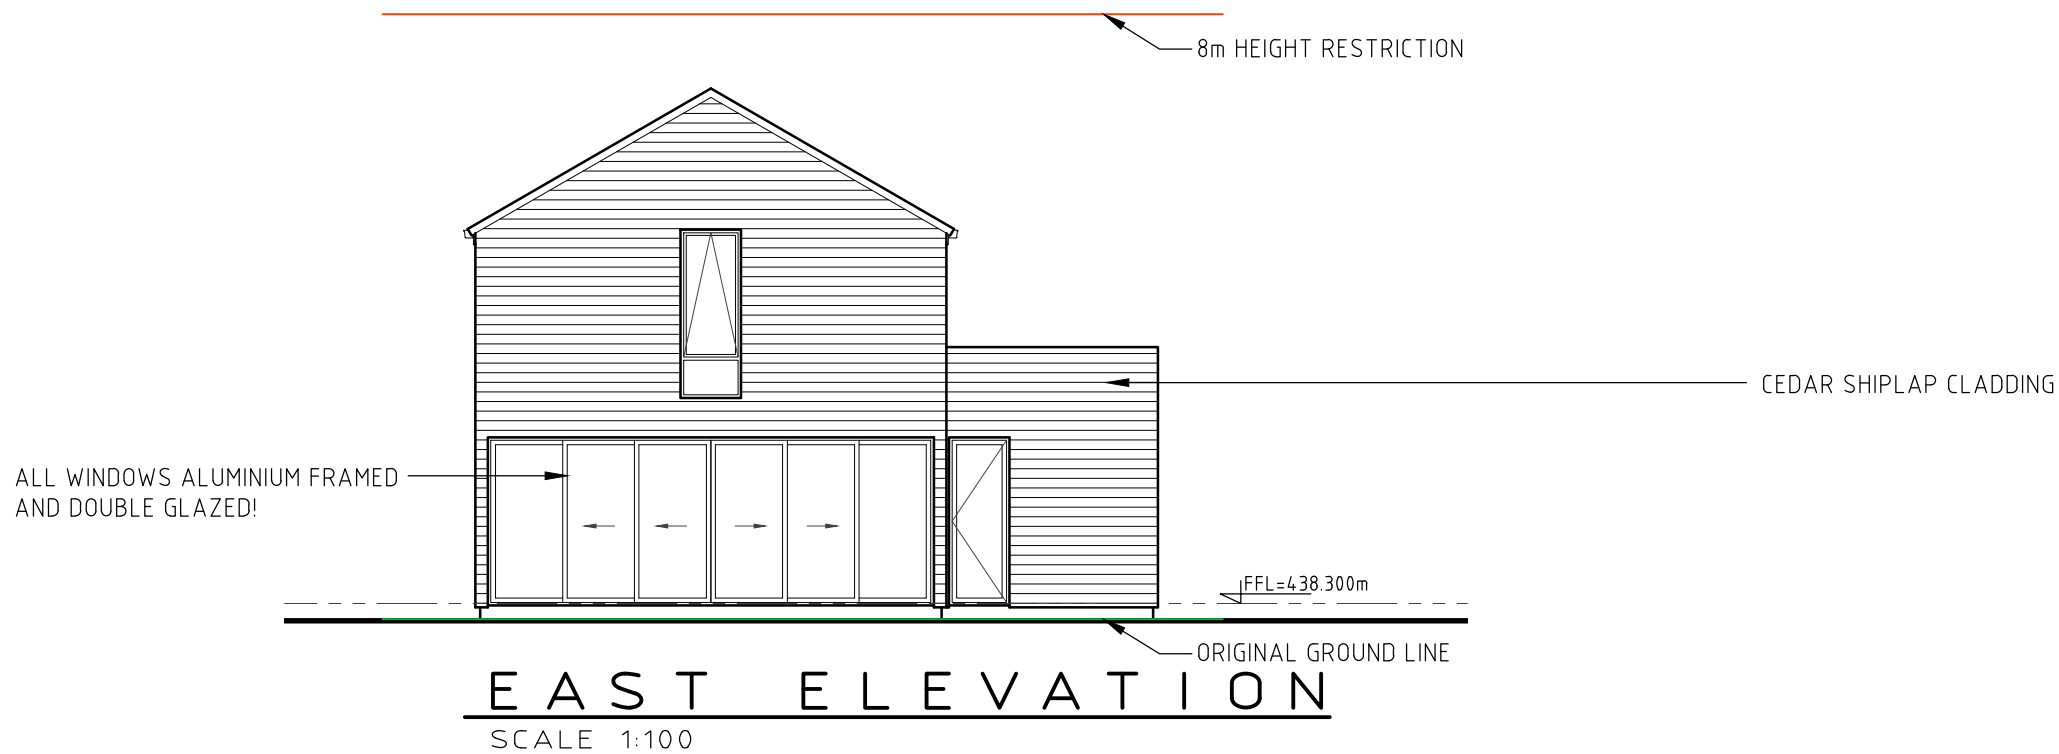 8m HEIGHT RESTRICTION
CEDAR SHIPLAP CLADDING
ALL WINDOWS ALUMINIUM FRAMED
AND DOUBLE GLAZED!
FFL=438.300m
ORIGINAL GROUND LINE
EAST ELEVATION
SCALE 1:100